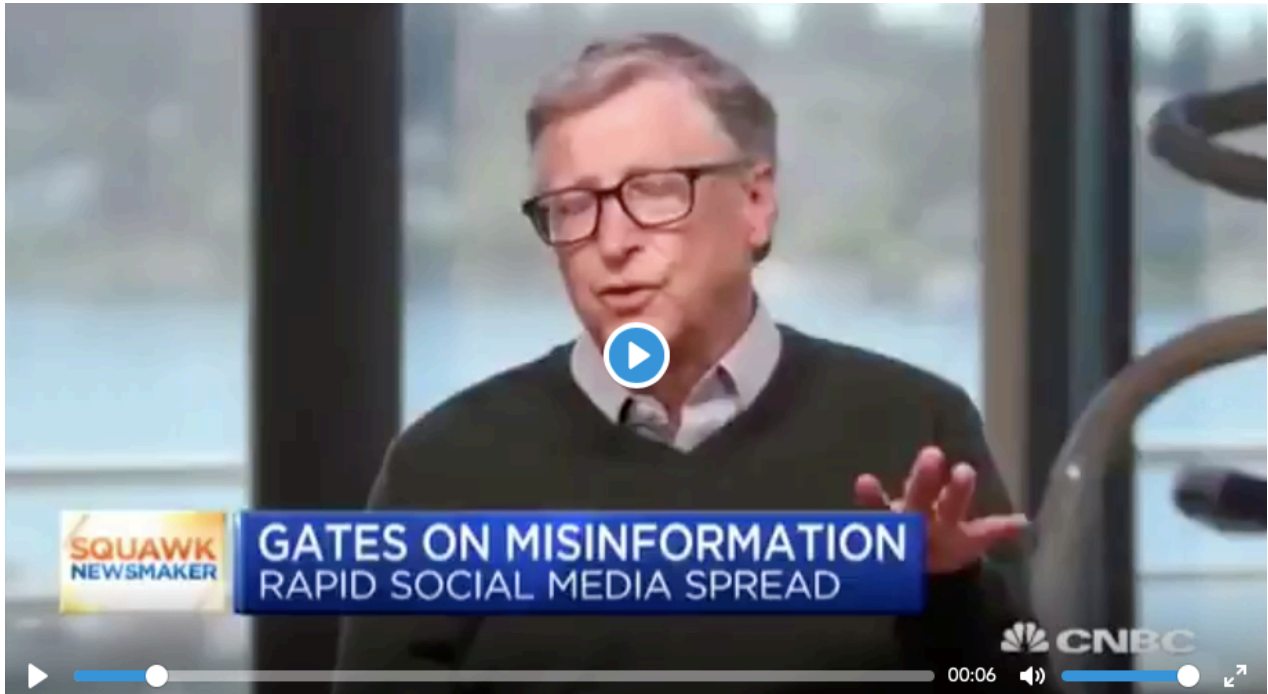 SQUAWK
NEWSMAKER
GATES ON MISINFORMATION
RAPID SOCIAL MEDIA SPREAD
CNBC
00:06